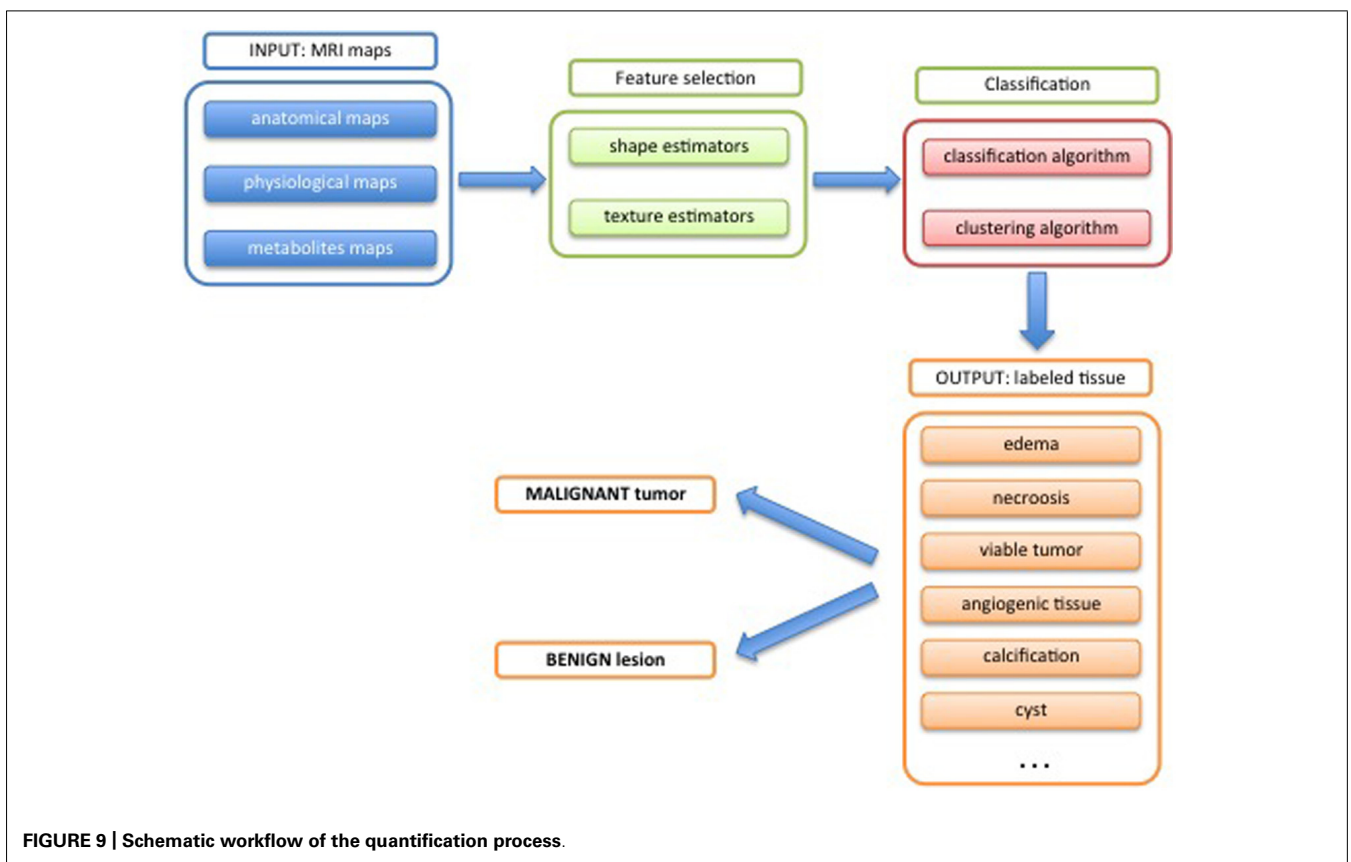 INPUT: MRI maps
anatomical maps
physiological maps
metabolites maps
Feature selection
shape estimators
texture estimators
Classification
classification algorithm
clustering algorithm
OUTPUT: labeled tissue
edema
necroosis
viable tumor
angiogenic tissue
calcification
cyst
...
MALIGNANT tumor
BENIGN lesion
FIGURE 9 | Schematic workflow of the quantification process.